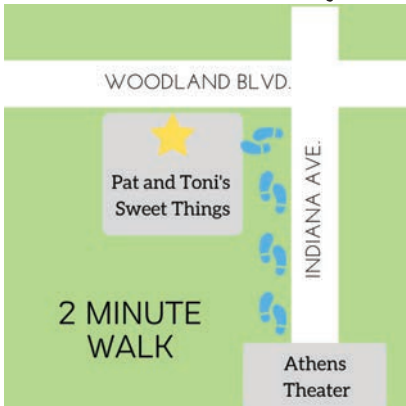 WOODLAND BLVD.
Pat and Toni's
Sweet Things
INDIANA AVE.
2 MINUTE
WALK
Athens
Theater